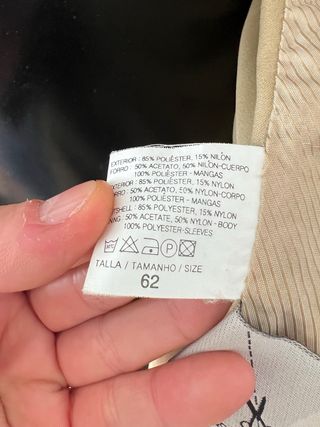 EXTERIOR : 85% POLIÉSTER, 15% NILÓN
FORRO : 50% ACETATO, 50% NILÓN-CUERPO
100% POLIÉSTER - MANGAS
EXTERIOR : 85% POLIÉSTER, 15% NYLON
FORRO : 50% ACETATO, 50% NYLON-CORPO
100% POLIÉSTER - MANGAS
SHELL : 85% POLYESTER, 15% NYLON
50% ACETATE, 50% NYLON - BODY
100% POLYESTER-SLEEVES
TALLA / TAMANHO / SIZE
62